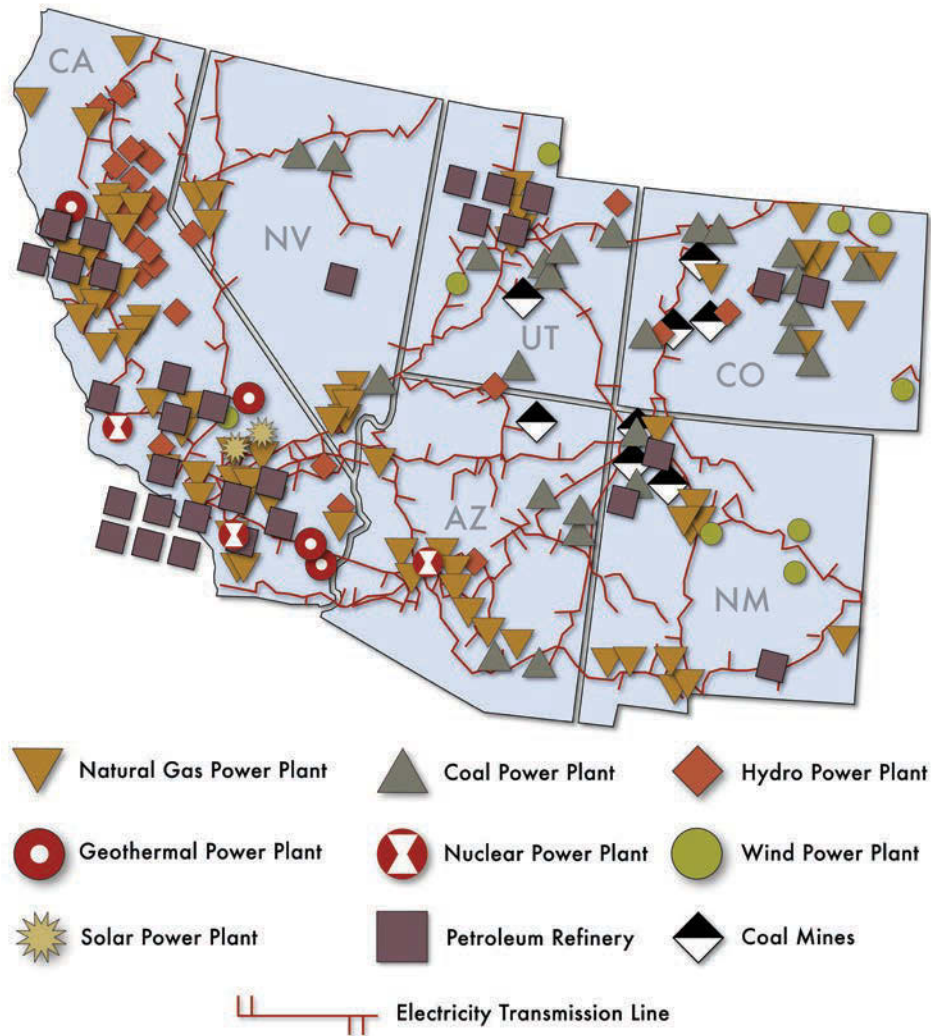 CA
NV
UT
CO
AZ
NM
Natural Gas Power Plant
Coal Power Plant
Hydro Power Plant
Geothermal Power Plant
Nuclear Power Plant
Wind Power Plant
Solar Power Plant
Petroleum Refinery
Coal Mines
Electricity Transmission Line